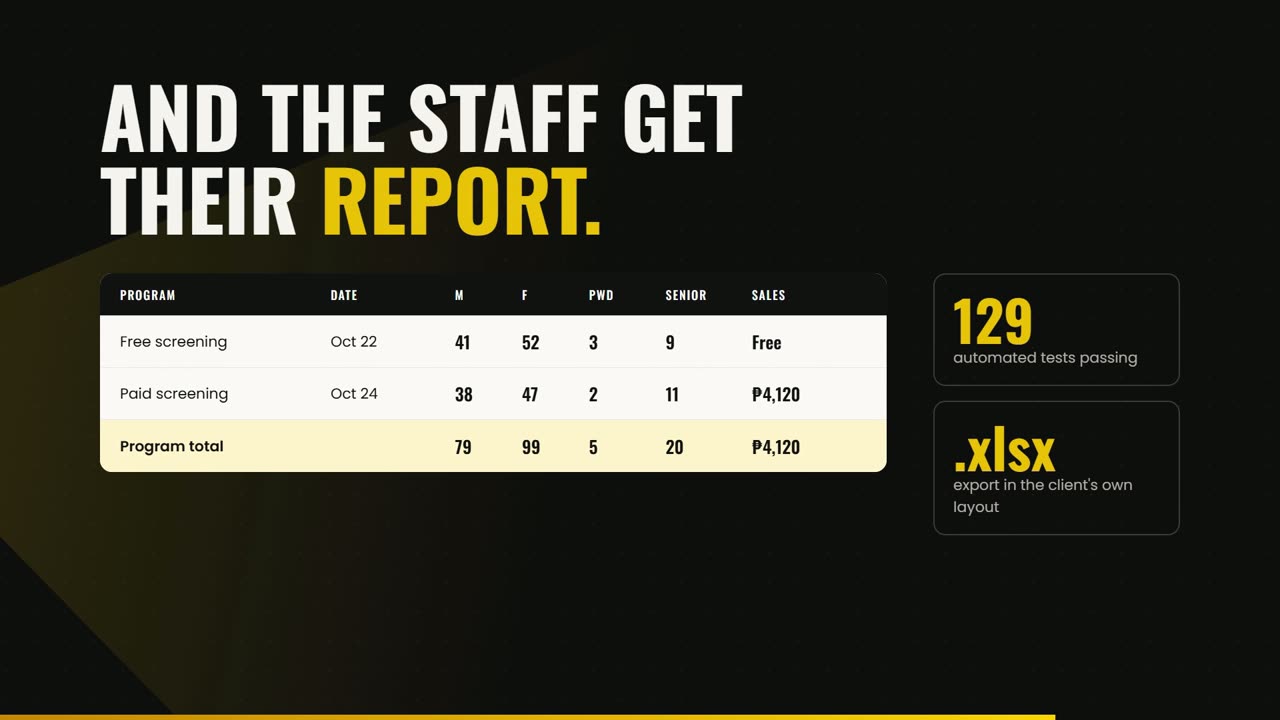 AND THE STAFF GET
THEIR REPORT.
PROGRAM DATE M F PWD SENIOR SALES
Free screening Oct 22 41 52 3 9 Free
Paid screening Oct 24 38 47 2 11 ₱4,120
Program total 79 99 5 20 ₱4,120
129
automated tests passing
.xlsx
export in the client's own
layout